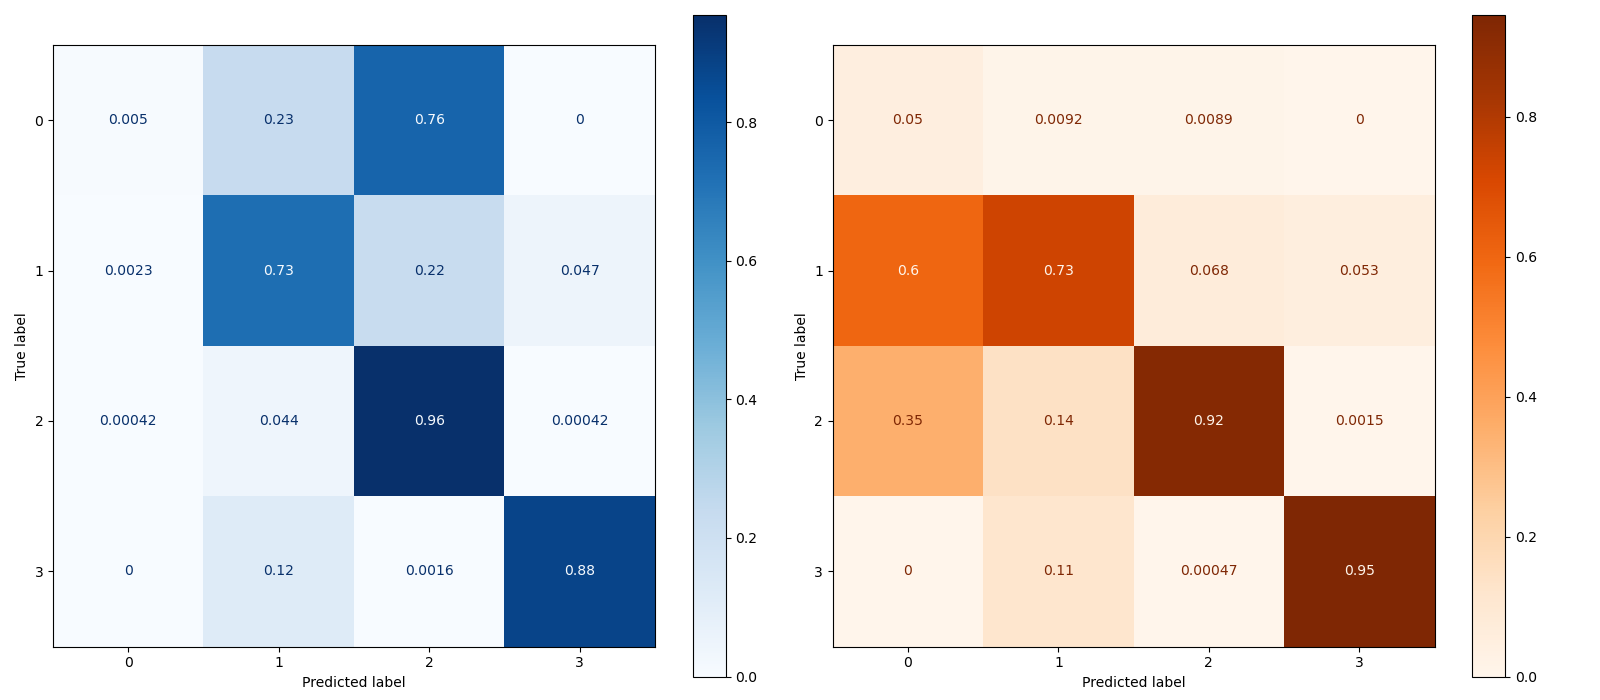 0 0.005 0.23 0.76 0
1 0.0023 0.73 0.22 0.047
2 0.00042 0.044 0.96 0.00042
3 0 0.12 0.0016 0.88
0 1 2 3
True label
Predicted label
0.8
0.6
0.4
0.2
0.0
0 0.05 0.0092 0.0089 0
1 0.6 0.73 0.068 0.053
2 0.35 0.14 0.92 0.0015
3 0 0.11 0.00047 0.95
0 1 2 3
True label
Predicted label
0.8
0.6
0.4
0.2
0.0